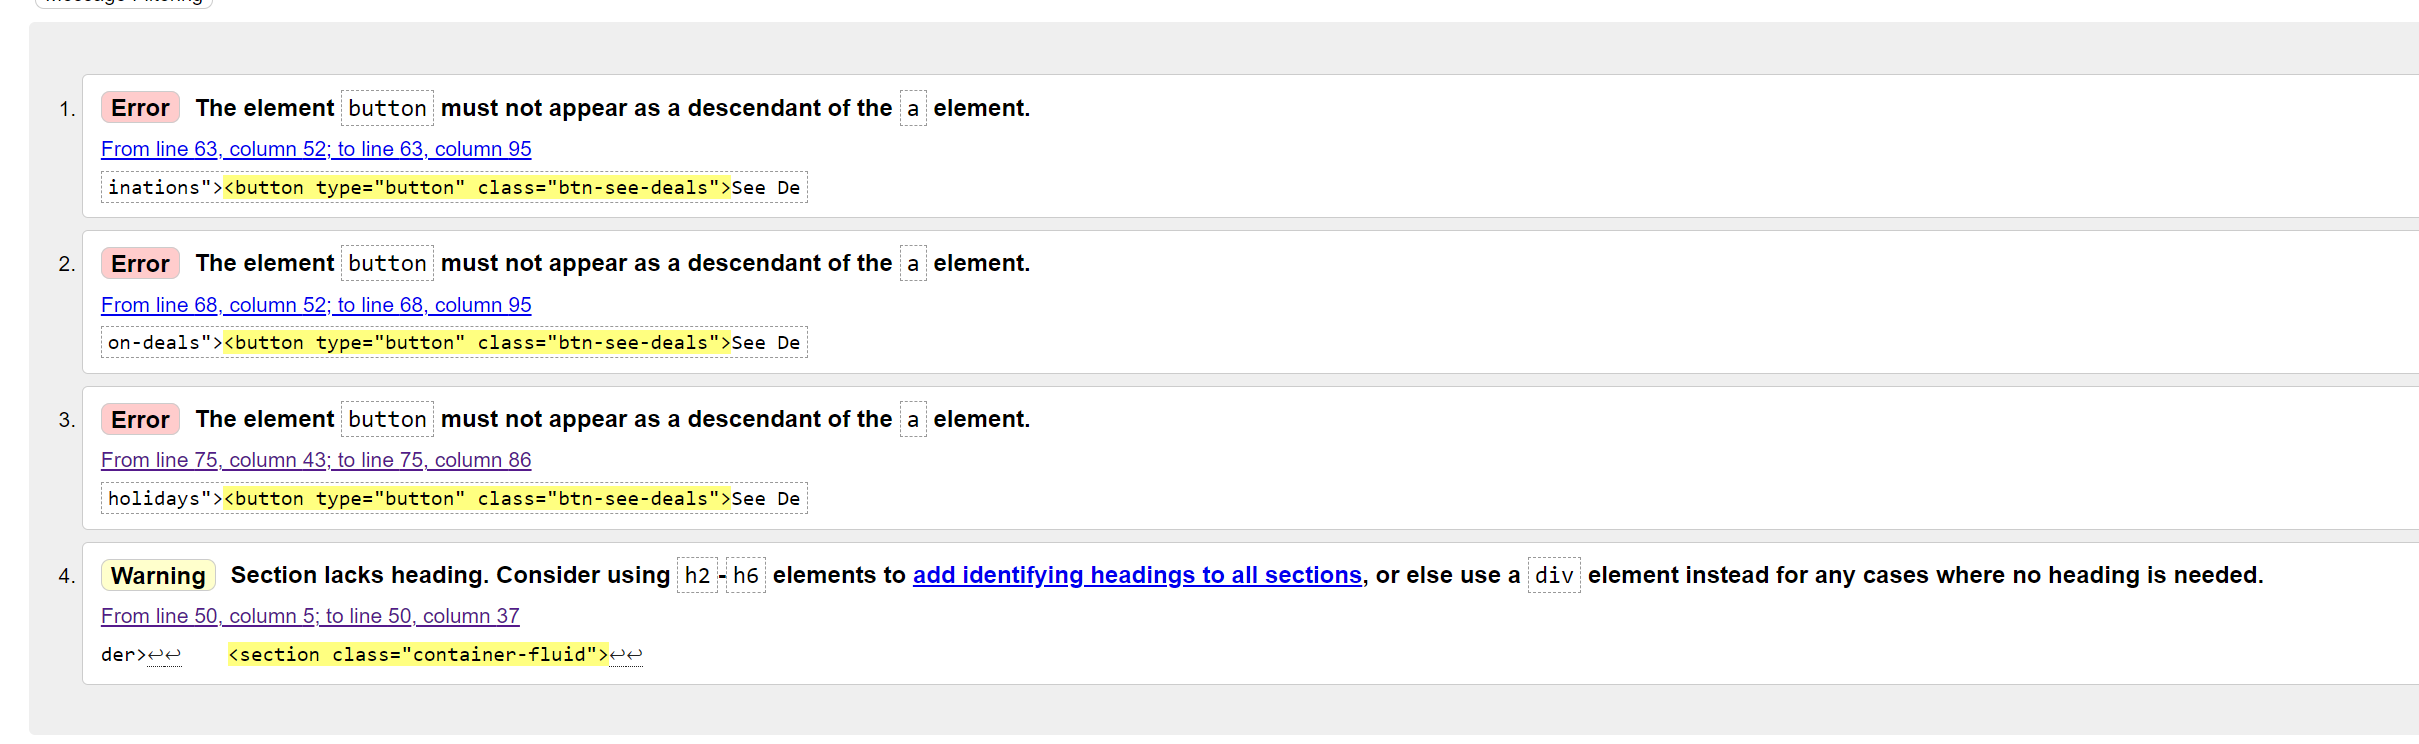 Message Filtering
1. Error The element button must not appear as a descendant of the a element.
From line 63, column 52; to line 63, column 95
inations"><button type="button" class="btn-see-deals">See De
2. Error The element button must not appear as a descendant of the a element.
From line 68, column 52; to line 68, column 95
on-deals"><button type="button" class="btn-see-deals">See De
3. Error The element button must not appear as a descendant of the a element.
From line 75, column 43; to line 75, column 86
holidays"><button type="button" class="btn-see-deals">See De
4. Warning Section lacks heading. Consider using h2-h6 elements to add identifying headings to all sections, or else use a div element instead for any cases where no heading is needed.
From line 50, column 5; to line 50, column 37
der>↩↩    <section class="container-fluid">↩↩